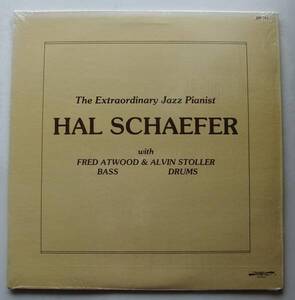 The Extraordinary Jazz Pianist
HAL SCHAEFER
with
FRED ATWOOD & ALVIN STOLLER
BASS DRUMS